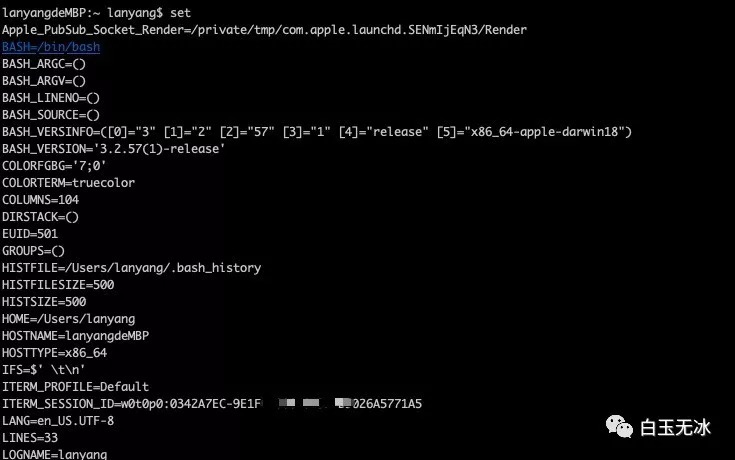 lanyangdeMBP:~ lanyang$ set
Apple_PubSub_Socket_Render=/private/tmp/com.apple.launchd.SENmIjEqN3/Render
BASH=/bin/bash
BASH_ARGC=()
BASH_ARGV=()
BASH_LINENO=()
BASH_SOURCE=()
BASH_VERSINFO=([0]="3" [1]="2" [2]="57" [3]="1" [4]="release" [5]="x86_64-apple-darwin18")
BASH_VERSION='3.2.57(1)-release'
COLORFGBG='7;0'
COLORTERM=truecolor
COLUMNS=104
DIRSTACK=()
EUID=501
GROUPS=()
HISTFILE=/Users/lanyang/.bash_history
HISTFILESIZE=500
HISTSIZE=500
HOME=/Users/lanyang
HOSTNAME=lanyangdeMBP
HOSTTYPE=x86_64
IFS=$' \t\n'
ITERM_PROFILE=Default
ITERM_SESSION_ID=w0t0p0:0342A7EC-9E1F 026A5771A5
LANG=en_US.UTF-8
LINES=33
LOGNAME=lanyang
白玉无冰